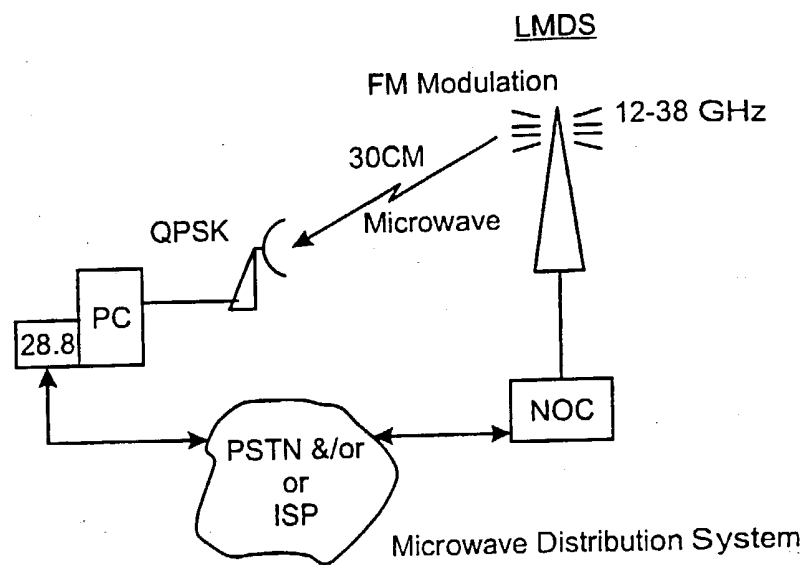 LMDS
FM Modulation
12-38 GHz
30CM
Microwave
QPSK
PC
28.8
NOC
PSTN &/or
or
ISP
Microwave Distribution System